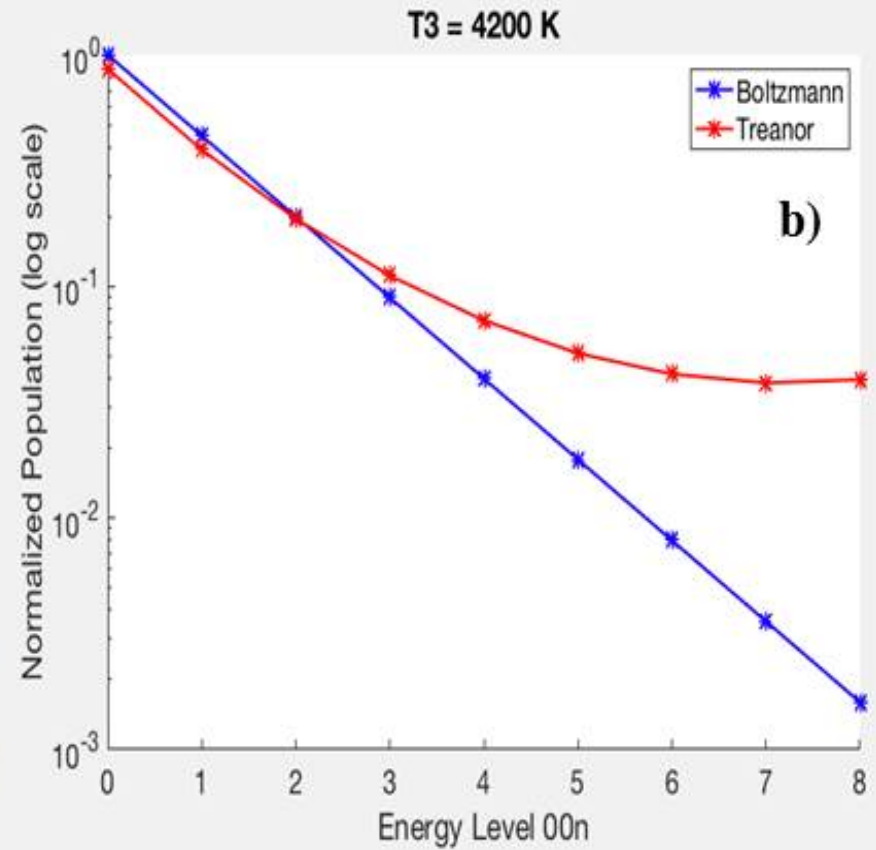 T3 = 4200 K
Boltzmann
Treanor
b)
Normalized Population (log scale)
10^0
10^-1
10^-2
10^-3
0 1 2 3 4 5 6 7 8
Energy Level 00n